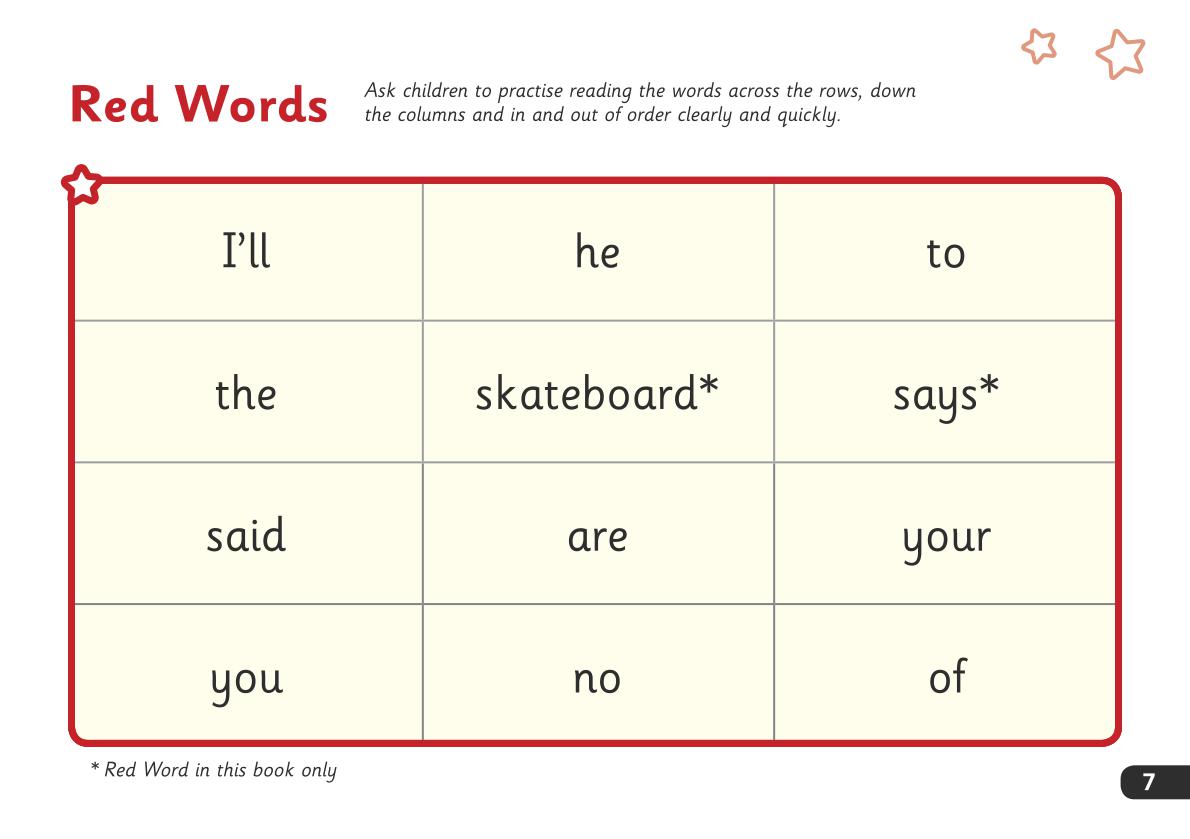 Red Words
Ask children to practise reading the words across the rows, down
the columns and in and out of order clearly and quickly.
I’ll he to
the skateboard* says*
said are your
you no of
* Red Word in this book only
7